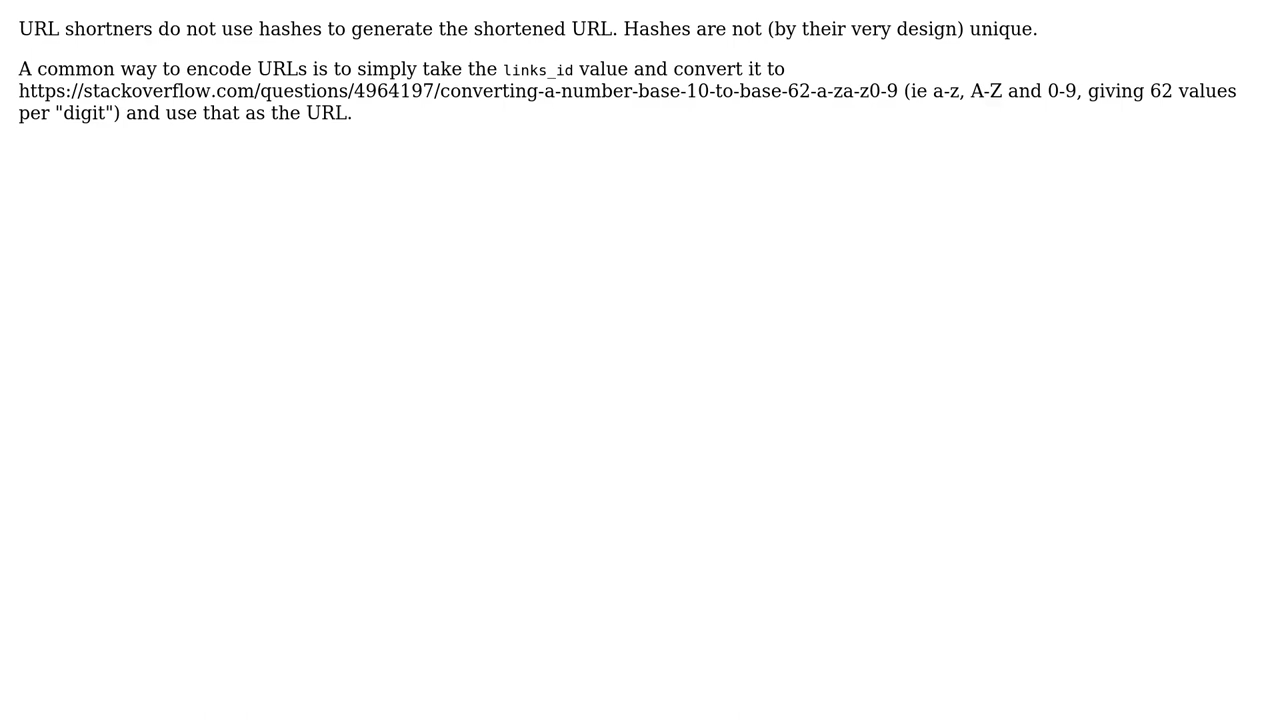 URL shortners do not use hashes to generate the shortened URL. Hashes are not (by their very design) unique.
A common way to encode URLs is to simply take the links_id value and convert it to
https://stackoverflow.com/questions/4964197/converting-a-number-base-10-to-base-62-a-za-z0-9 (ie a-z, A-Z and 0-9, giving 62 values
per "digit") and use that as the URL.